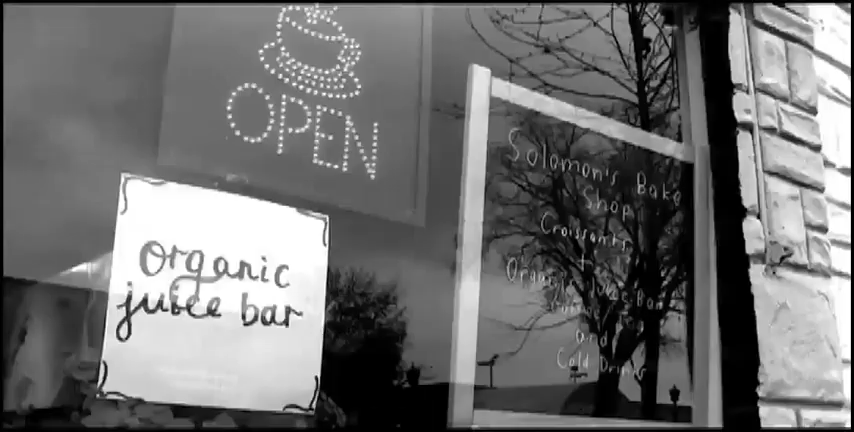 OPEN
organic
juice bar
Solomon's Bake
Shop
Croissants
+
Organic Juice Bar
and
Cold Drinks